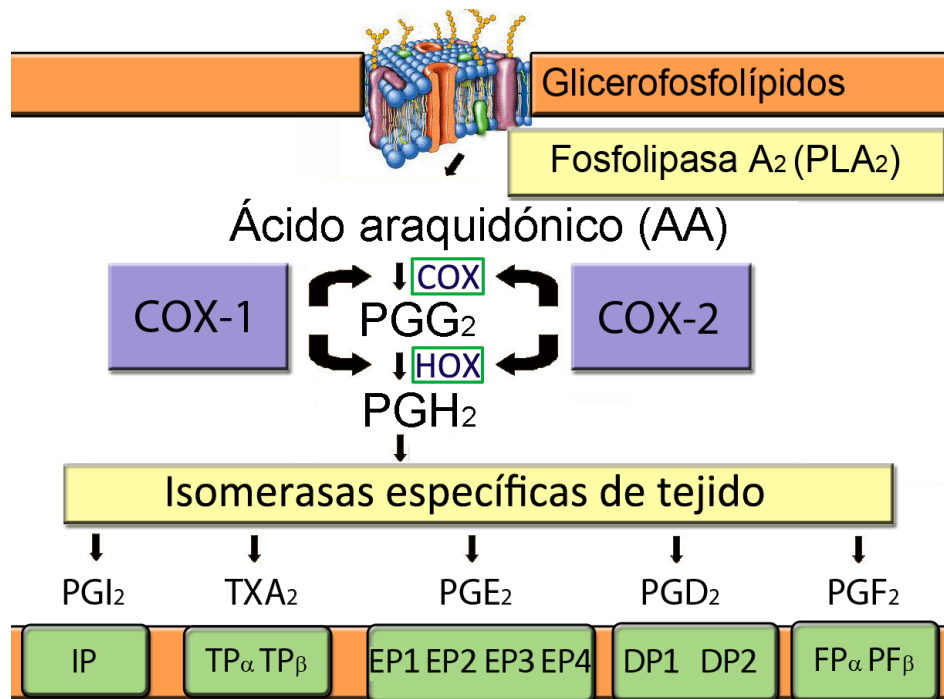 Glicerofosfolípidos
Fosfolipasa A₂ (PLA₂)
Ácido araquidónico (AA)
COX
COX-1
PGG₂
COX-2
HOX
PGH₂
Isomerasas específicas de tejido
PGI₂ TXA₂ PGE₂ PGD₂ PGF₂
IP TPα TPβ EP1 EP2 EP3 EP4 DP1 DP2 FPα PFβ